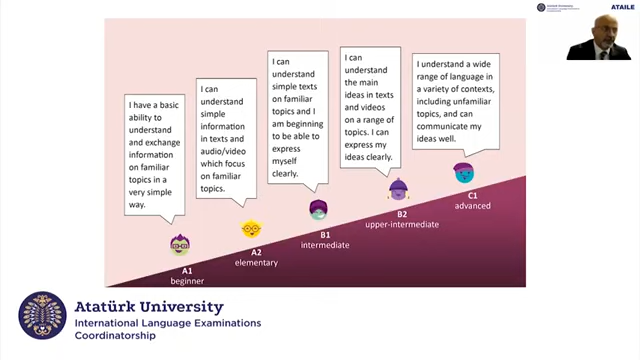 Atatürk University
ATAILE
I have a basic
ability to
understand
and exchange
information
on familiar
topics in a
very simple
way.
I can
understand
simple
information
in texts and
audio/video
which focus
on familiar
topics.
I can
understand
simple texts
on familiar
topics and I
am beginning
to be able to
express
myself
clearly.
I can
understand
the main
ideas in texts
and videos
on a range of
topics. I can
express my
ideas clearly.
I understand a wide
range of language in
a variety of contexts,
including unfamiliar
topics, and can
communicate my
ideas well.
A1
beginner
A2
elementary
B1
intermediate
B2
upper-intermediate
C1
advanced
Atatürk University
International Language Examinations
Coordinatorship